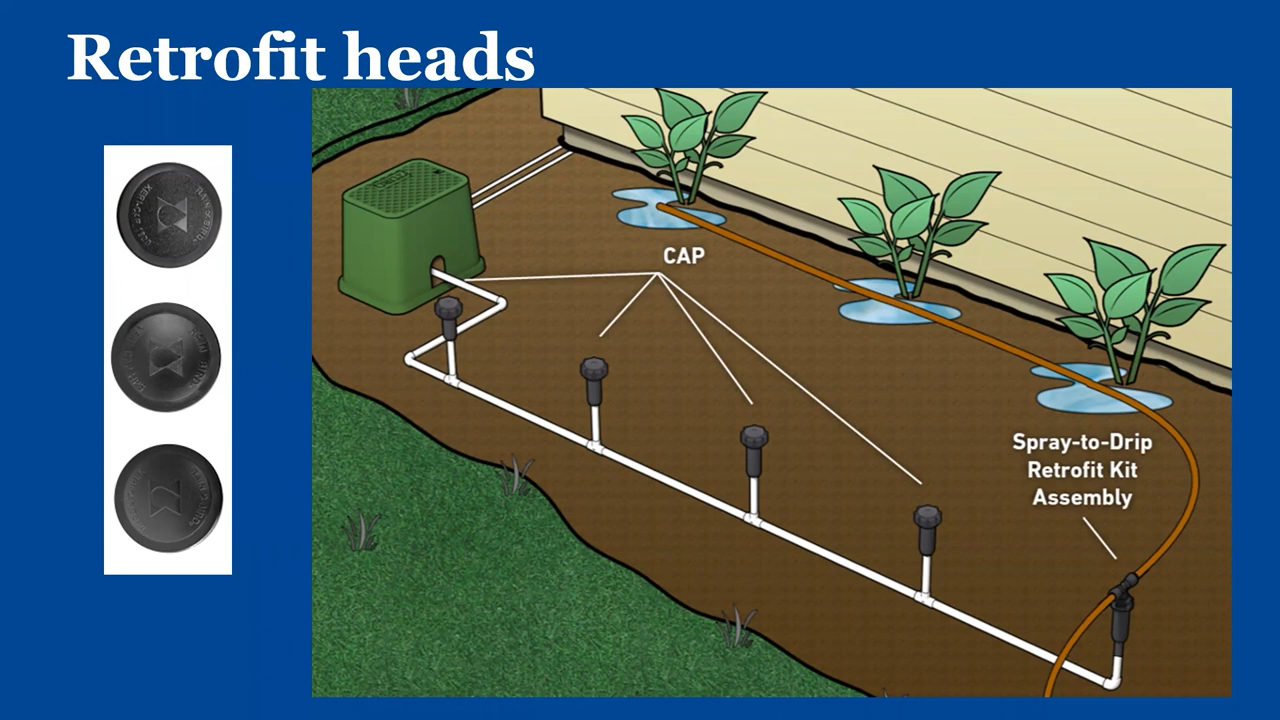 Retrofit heads
CAP
Spray-to-Drip
Retrofit Kit
Assembly